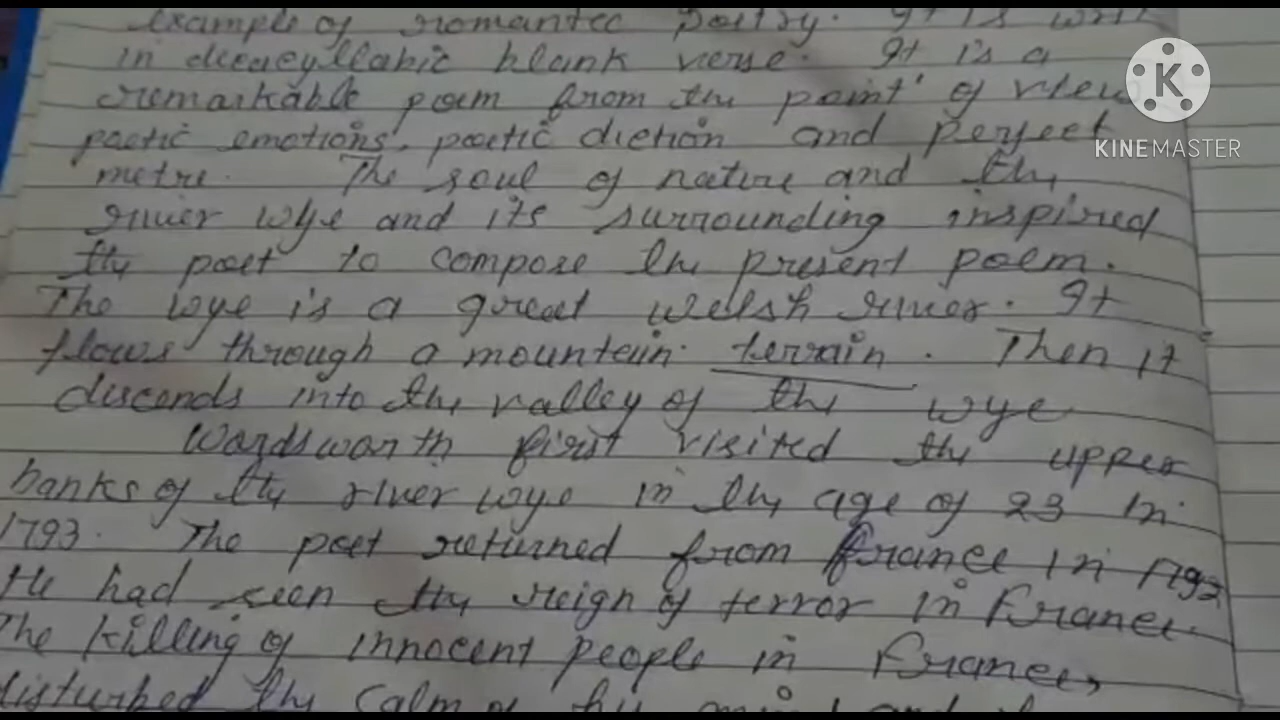 example of romantec poetry. It is writ
in decacyllabic blank verse. It is a
remarkable poem from the point of view
poetic emotions, poetic diction and perfect
metre. The soul of nature and the
river wye and its surrounding inspired
the poet to compose the present poem.
The wye is a great welsh river. It
flows through a mountain terrain. Then it
descends into the valley of the wye
Wordsworth first visited the upper
banks of the river wye in the age of 23 in
1793. The poet returned from France in 1792
He had seen the reign of terror in France.
The killing of innocent people in France,
disturbed the calm of his mind and
K
KINEMASTER